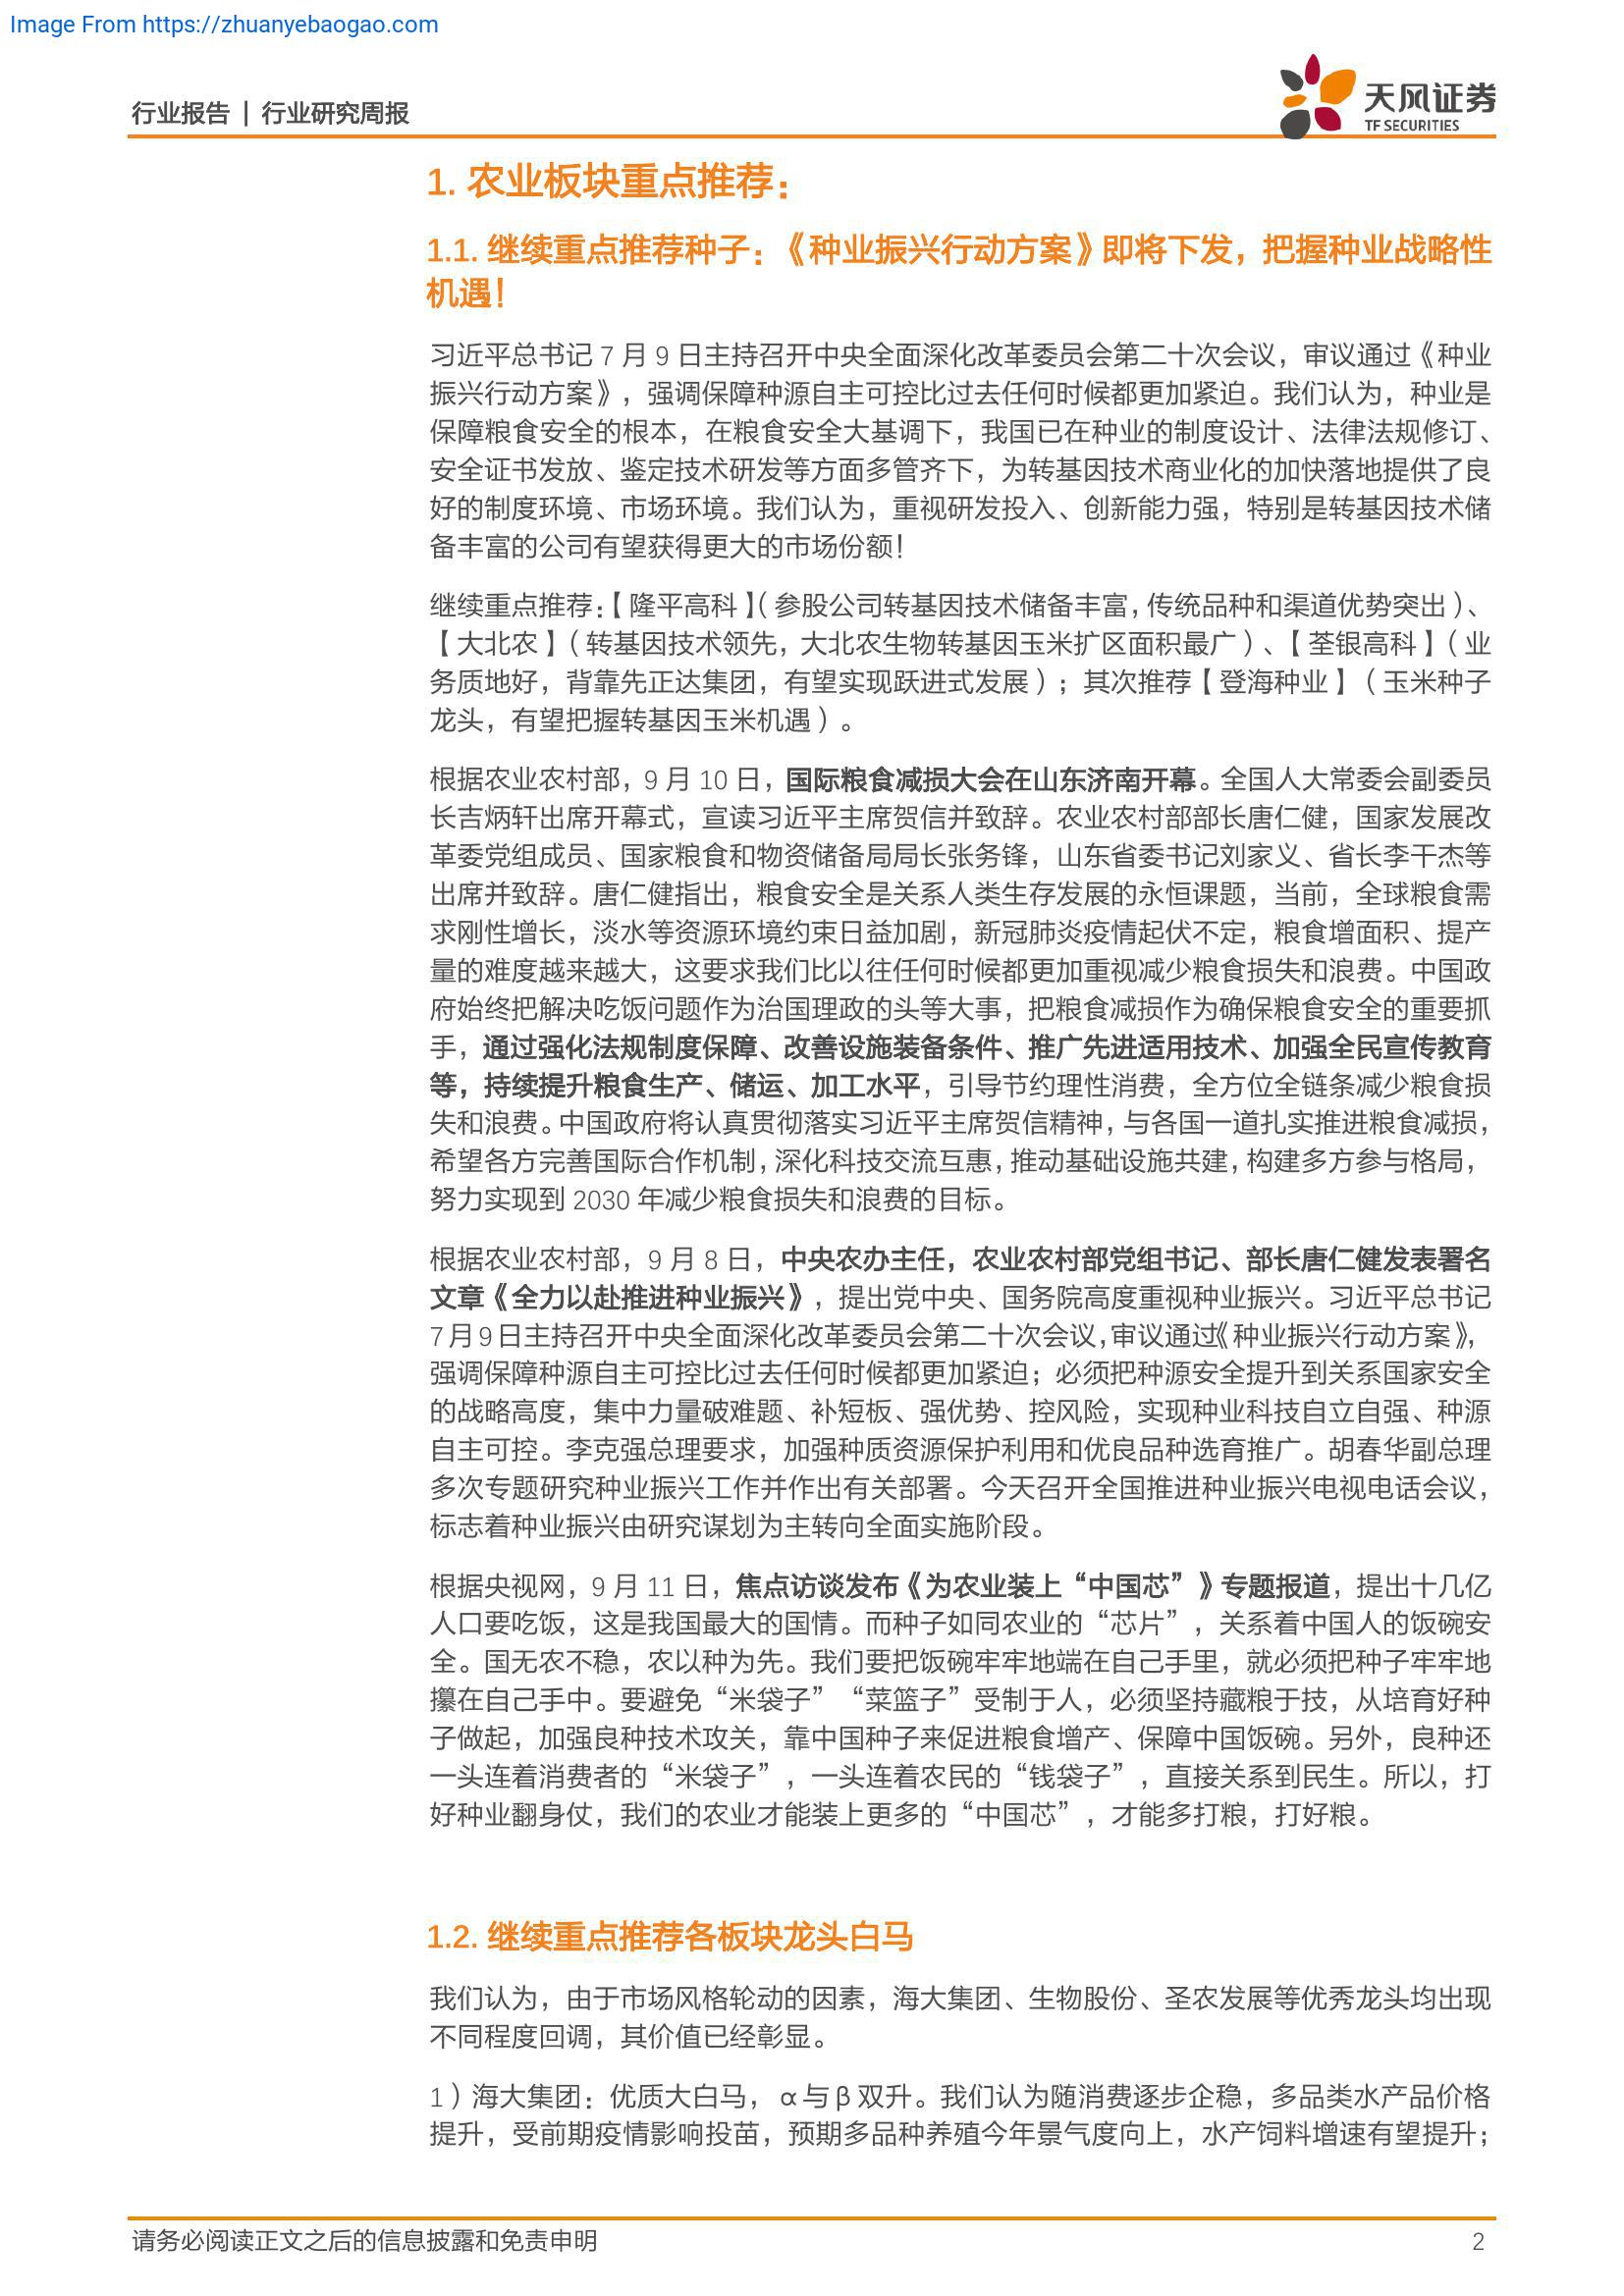 Image From https://zhuanyebaogao.com
行业报告 | 行业研究周报
天风证券
TF SECURITIES
1. 农业板块重点推荐：
1.1. 继续重点推荐种子：《种业振兴行动方案》即将下发，把握种业战略性
机遇！
习近平总书记 7 月 9 日主持召开中央全面深化改革委员会第二十次会议，审议通过《种业
振兴行动方案》，强调保障种源自主可控比过去任何时候都更加紧迫。我们认为，种业是
保障粮食安全的根本，在粮食安全大基调下，我国已在种业的制度设计、法律法规修订、
安全证书发放、鉴定技术研发等方面多管齐下，为转基因技术商业化的加快落地提供了良
好的制度环境、市场环境。我们认为，重视研发投入、创新能力强，特别是转基因技术储
备丰富的公司有望获得更大的市场份额！
继续重点推荐：【隆平高科】（参股公司转基因技术储备丰富，传统品种和渠道优势突出）、
【大北农】（转基因技术领先，大北农生物转基因玉米扩区面积最广）、【荃银高科】（业
务质地好，背靠先正达集团，有望实现跃进式发展）；其次推荐【登海种业】（玉米种子
龙头，有望把握转基因玉米机遇）。
根据农业农村部，9 月 10 日，国际粮食减损大会在山东济南开幕。全国人大常委会副委员
长吉炳轩出席开幕式，宣读习近平主席贺信并致辞。农业农村部部长唐仁健，国家发展改
革委党组成员、国家粮食和物资储备局局长张务锋，山东省委书记刘家义、省长李干杰等
出席并致辞。唐仁健指出，粮食安全是关系人类生存发展的永恒课题，当前，全球粮食需
求刚性增长，淡水等资源环境约束日益加剧，新冠肺炎疫情起伏不定，粮食增面积、提产
量的难度越来越大，这要求我们比以往任何时候都更加重视减少粮食损失和浪费。中国政
府始终把解决吃饭问题作为治国理政的头等大事，把粮食减损作为确保粮食安全的重要抓
手，通过强化法规制度保障、改善设施装备条件、推广先进适用技术、加强全民宣传教育
等，持续提升粮食生产、储运、加工水平，引导节约理性消费，全方位全链条减少粮食损
失和浪费。中国政府将认真贯彻落实习近平主席贺信精神，与各国一道扎实推进粮食减损，
希望各方完善国际合作机制，深化科技交流互惠，推动基础设施共建，构建多方参与格局，
努力实现到 2030 年减少粮食损失和浪费的目标。
根据农业农村部，9 月 8 日，中央农办主任，农业农村部党组书记、部长唐仁健发表署名
文章《全力以赴推进种业振兴》，提出党中央、国务院高度重视种业振兴。习近平总书记
7 月 9 日主持召开中央全面深化改革委员会第二十次会议，审议通过《种业振兴行动方案》，
强调保障种源自主可控比过去任何时候都更加紧迫；必须把种源安全提升到关系国家安全
的战略高度，集中力量破难题、补短板、强优势、控风险，实现种业科技自立自强、种源
自主可控。李克强总理要求，加强种质资源保护利用和优良品种选育推广。胡春华副总理
多次专题研究种业振兴工作并作出有关部署。今天召开全国推进种业振兴电视电话会议，
标志着种业振兴由研究谋划为主转向全面实施阶段。
根据央视网，9 月 11 日，焦点访谈发布《为农业装上“中国芯”》专题报道，提出十几亿
人口要吃饭，这是我国最大的国情。而种子如同农业的“芯片”，关系着中国人的饭碗安
全。国无农不稳，农以种为先。我们要把饭碗牢牢地端在自己手里，就必须把种子牢牢地
攥在自己手中。要避免“米袋子”“菜篮子”受制于人，必须坚持藏粮于技，从培育好种
子做起，加强良种技术攻关，靠中国种子来促进粮食增产、保障中国饭碗。另外，良种还
一头连着消费者的“米袋子”，一头连着农民的“钱袋子”，直接关系到民生。所以，打
好种业翻身仗，我们的农业才能装上更多的“中国芯”，才能多打粮，打好粮。
1.2. 继续重点推荐各板块龙头白马
我们认为，由于市场风格轮动的因素，海大集团、生物股份、圣农发展等优秀龙头均出现
不同程度回调，其价值已经彰显。
1）海大集团：优质大白马，α与β双升。我们认为随消费逐步企稳，多品类水产品价格
提升，受前期疫情影响投苗，预期多品种养殖今年景气度向上，水产饲料增速有望提升；
请务必阅读正文之后的信息披露和免责申明
2